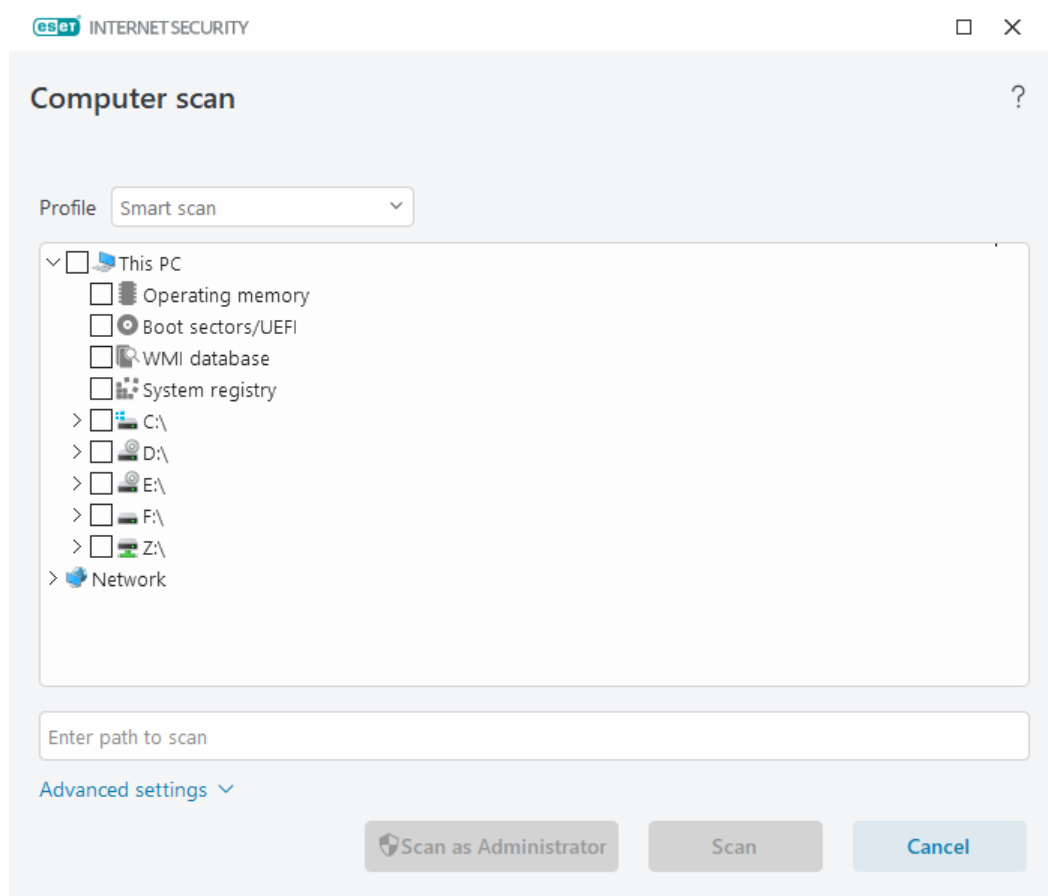 eset INTERNET SECURITY
Computer scan
?
Profile Smart scan
This PC
Operating memory
Boot sectors/UEFI
WMI database
System registry
C:\
D:\
E:\
F:\
Z:\
Network
Enter path to scan
Advanced settings
Scan as Administrator Scan Cancel